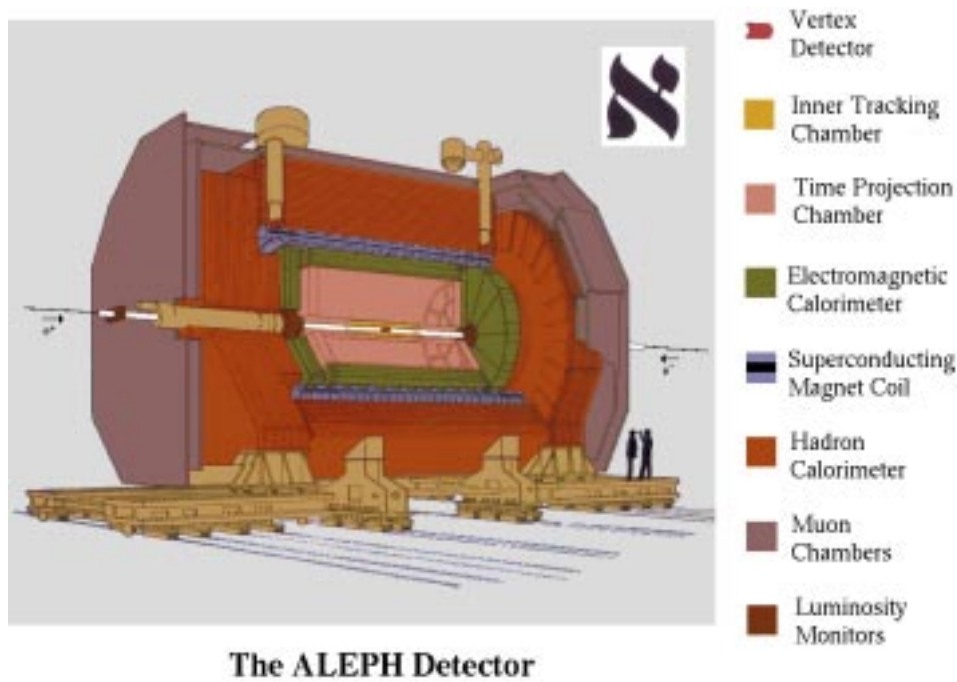 א
Vertex
Detector
Inner Tracking
Chamber
Time Projection
Chamber
Electromagnetic
Calorimeter
Superconducting
Magnet Coil
Hadron
Calorimeter
Muon
Chambers
Luminosity
Monitors
The ALEPH Detector